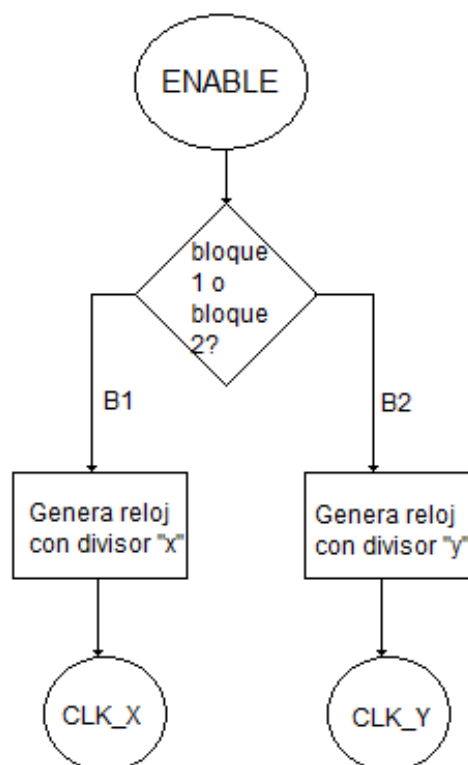 ENABLE
bloque
1 o
bloque
2?
B1
B2
Genera reloj
con divisor "x"
Genera reloj
con divisor "y"
CLK_X
CLK_Y